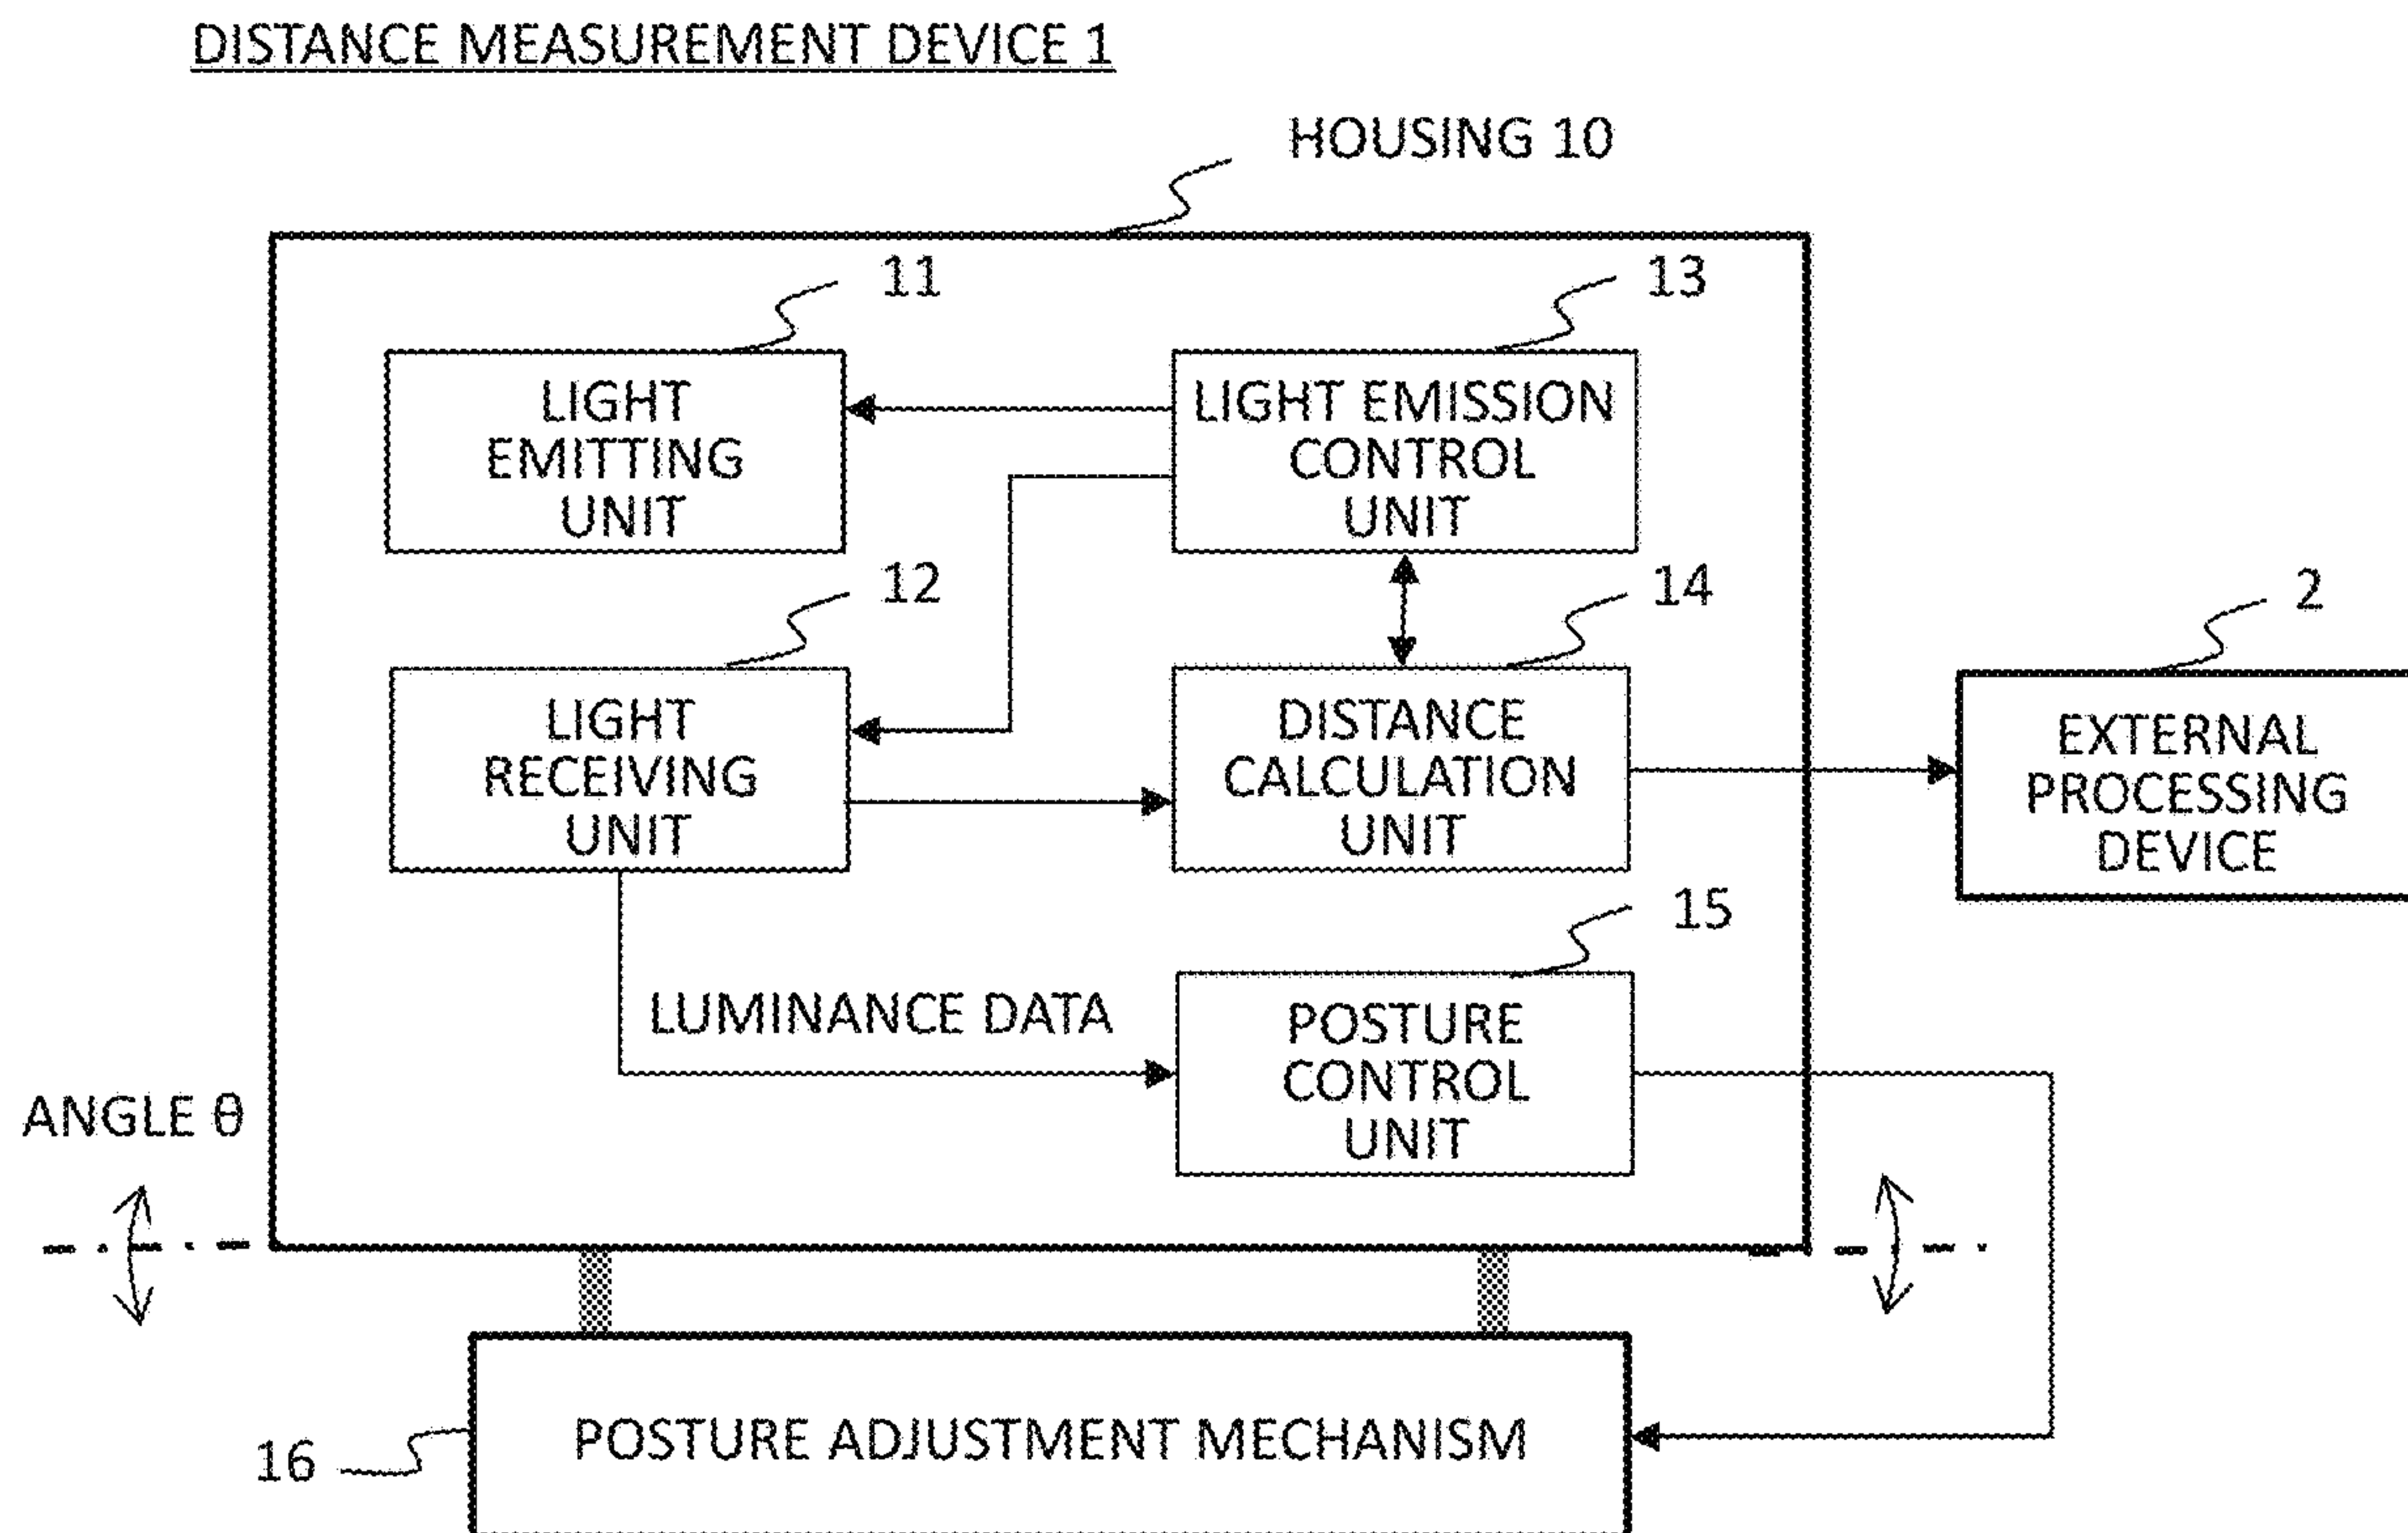 DISTANCE MEASUREMENT DEVICE 1
HOUSING 10
11
13
LIGHT
EMITTING
UNIT
LIGHT EMISSION
CONTROL
UNIT
12
14
2
LIGHT
RECEIVING
UNIT
DISTANCE
CALCULATION
UNIT
EXTERNAL
PROCESSING
DEVICE
15
LUMINANCE DATA
POSTURE
CONTROL
UNIT
ANGLE θ
16
POSTURE ADJUSTMENT MECHANISM